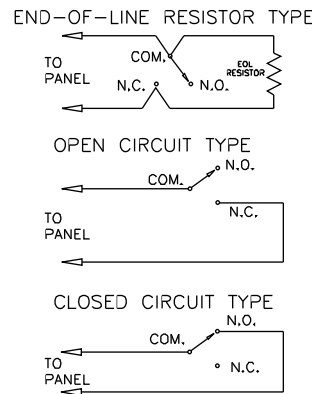 END-OF-LINE RESISTOR TYPE
COM.
TO
PANEL
N.C.
N.O.
EOL
RESISTOR
OPEN CIRCUIT TYPE
N.O.
COM.
N.C.
TO
PANEL
CLOSED CIRCUIT TYPE
N.O.
COM.
TO
PANEL
N.C.